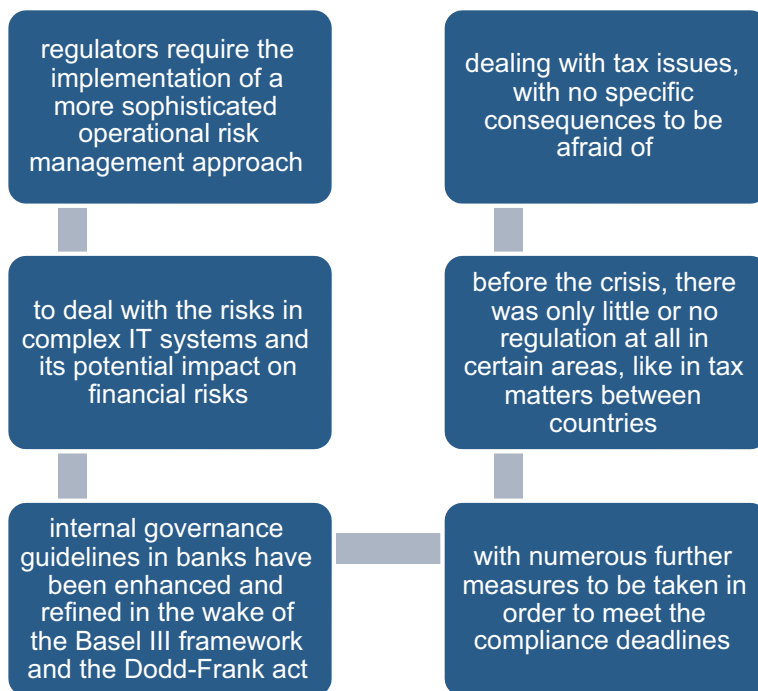 regulators require the
implementation of a
more sophisticated
operational risk
management approach
to deal with the risks in
complex IT systems and
its potential impact on
financial risks
internal governance
guidelines in banks have
been enhanced and
refined in the wake of
the Basel III framework
and the Dodd-Frank act
with numerous further
measures to be taken in
order to meet the
compliance deadlines
before the crisis, there
was only little or no
regulation at all in
certain areas, like in tax
matters between
countries
dealing with tax issues,
with no specific
consequences to be
afraid of